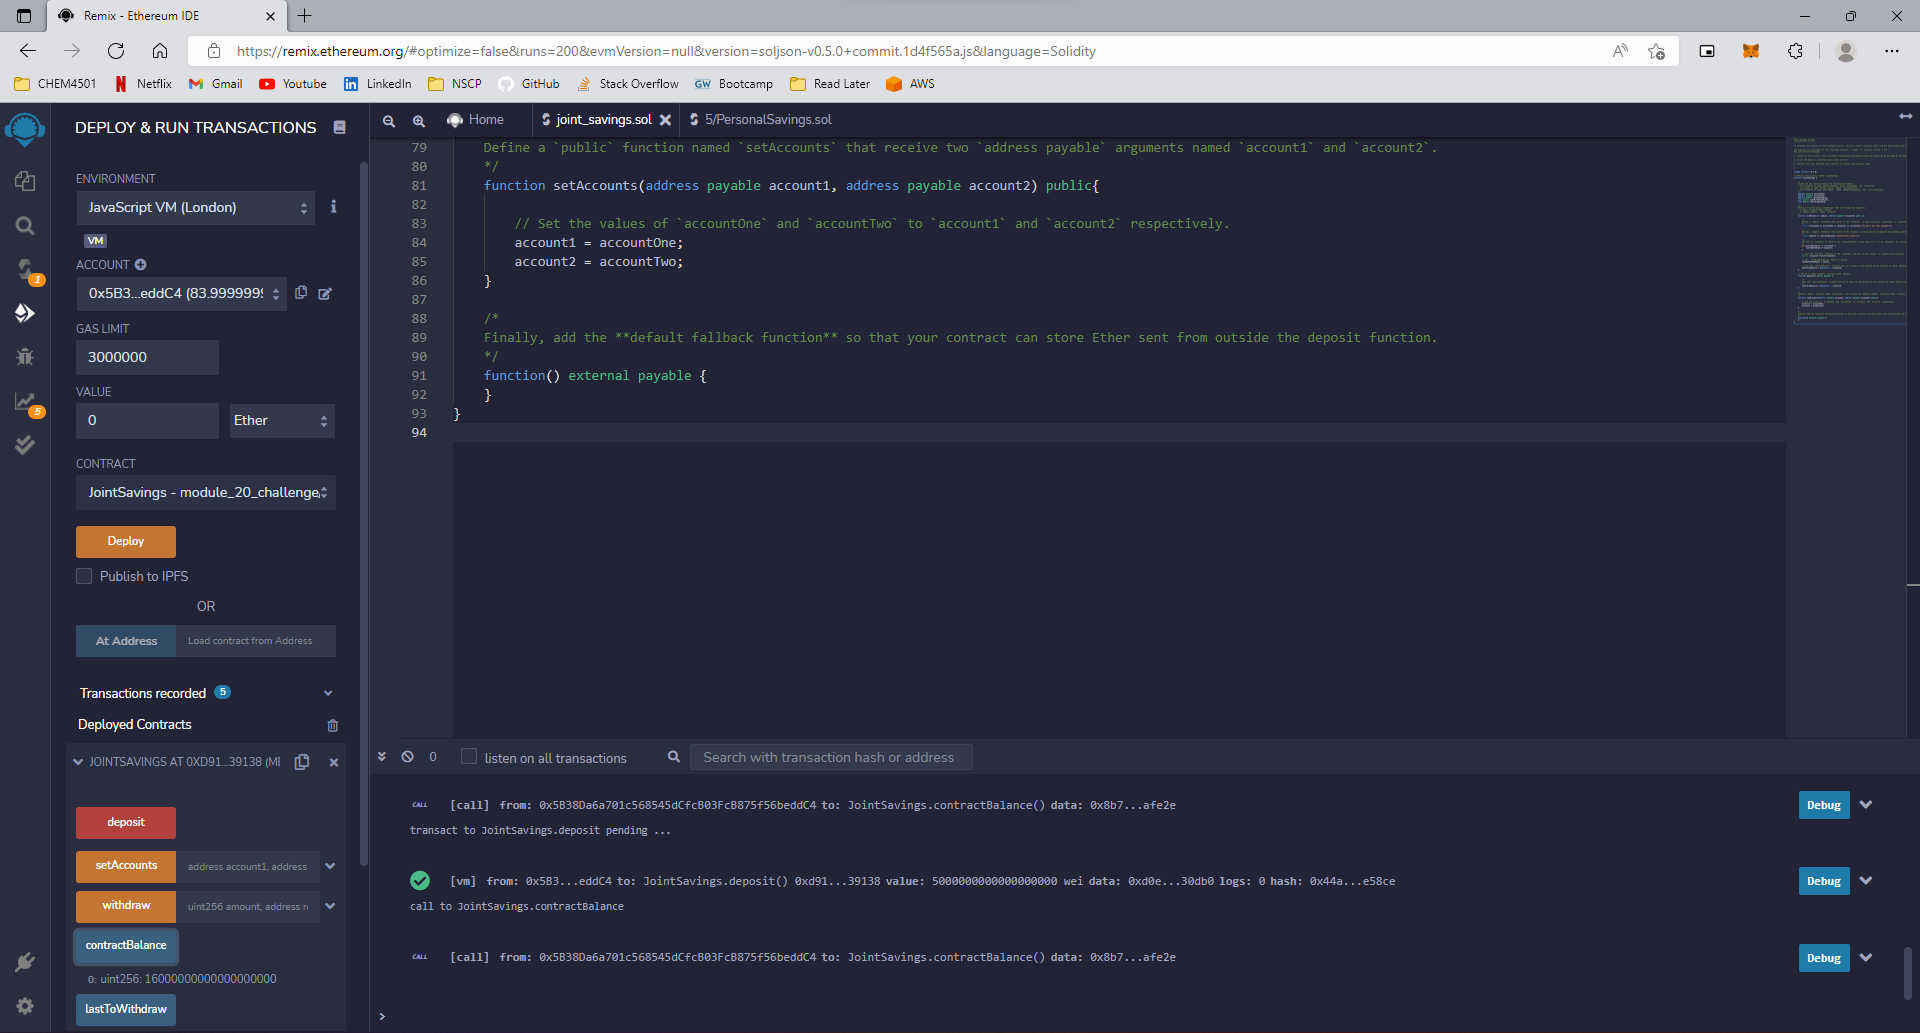 Remix - Ethereum IDE
https://remix.ethereum.org/#optimize=false&runs=200&evmVersion=null&version=soljson-v0.5.0+commit.1d4f565a.js&language=Solidity
CHEM4501 Netflix Gmail Youtube LinkedIn NSCP GitHub Stack Overflow GW Bootcamp Read Later AWS
DEPLOY & RUN TRANSACTIONS
ENVIRONMENT
JavaScript VM (London)
VM
ACCOUNT
0x5B3...eddC4 (83.9999999
GAS LIMIT
3000000
VALUE
0 Ether
CONTRACT
JointSavings - module_20_challenge
Deploy
Publish to IPFS
OR
At Address Load contract from Address
Transactions recorded 5
Deployed Contracts
JOINTSAVINGS AT 0XD91...39138 (ME
deposit
setAccounts address account1, address
withdraw uint256 amount, address r
contractBalance
0: uint256: 16000000000000000000
lastToWithdraw
1
5
Home joint_savings.sol 5/PersonalSavings.sol
79 Define a `public` function named `setAccounts` that receive two `address payable` arguments named `account1` and `account2`.
80 */
81 function setAccounts(address payable account1, address payable account2) public{
82
83 // Set the values of `accountOne` and `accountTwo` to `account1` and `account2` respectively.
84 account1 = accountOne;
85 account2 = accountTwo;
86 }
87
88 /*
89 Finally, add the **default fallback function** so that your contract can store Ether sent from outside the deposit function.
90 */
91 function() external payable {
92 }
93 }
94
0 listen on all transactions Search with transaction hash or address
CALL [call] from: 0x5B38Da6a701c568545dCfcB03FcB875f56beddC4 to: JointSavings.contractBalance() data: 0x8b7...afe2e Debug
transact to JointSavings.deposit pending ...
[vm] from: 0x5B3...eddC4 to: JointSavings.deposit() 0xd91...39138 value: 5000000000000000000 wei data: 0xd0e...30db0 logs: 0 hash: 0x44a...e58ce Debug
call to JointSavings.contractBalance
CALL [call] from: 0x5B38Da6a701c568545dCfcB03FcB875f56beddC4 to: JointSavings.contractBalance() data: 0x8b7...afe2e Debug
>